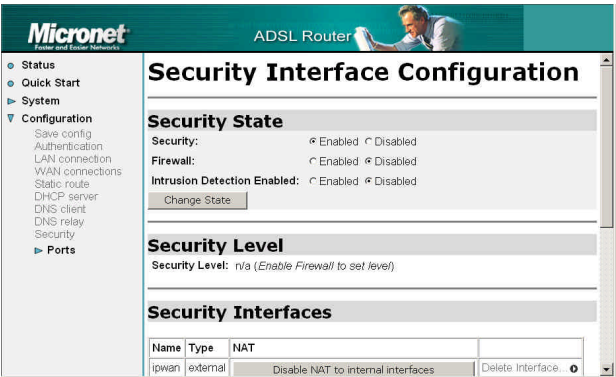 Micronet
Faster and Easier Networks
ADSL Router
Status
Quick Start
System
Configuration
Save config
Authentication
LAN connection
WAN connections
Static route
DHCP server
DNS client
DNS relay
Security
Ports
Security Interface Configuration
Security State
Security: Enabled Disabled
Firewall: Enabled Disabled
Intrusion Detection Enabled: Enabled Disabled
Change State
Security Level
Security Level: n/a (Enable Firewall to set level)
Security Interfaces
Name Type NAT
ipwan external Disable NAT to internal interfaces Delete Interface...